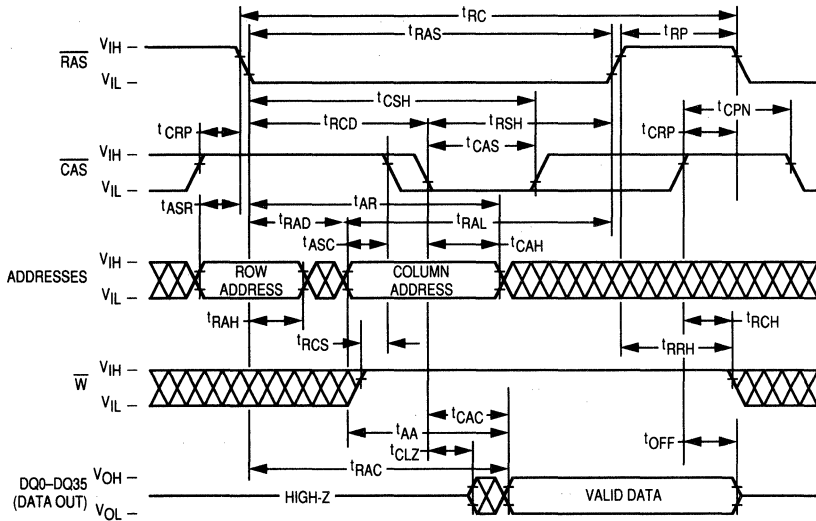 tRC
tRAS
tRP
RAS
VIH
VIL
tCSH
tCPN
tCRP
tRCD
tRSH
tCRP
tCAS
CAS
VIH
VIL
tASR
tAR
tRAD
tRAL
tASC
tCAH
ADDRESSES
VIH
VIL
ROW
ADDRESS
COLUMN
ADDRESS
tRAH
tRCH
tRCS
tRRH
W
VIH
VIL
tCAC
tAA
tCLZ
tOFF
tRAC
DQ0–DQ35
(DATA OUT)
VOH
VOL
HIGH-Z
VALID DATA